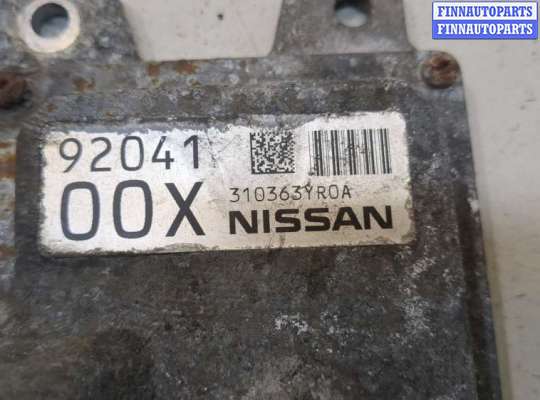 FINNAUTOPARTS
FINNAUTOPARTS
92041
00X
310363YR0A
NISSAN